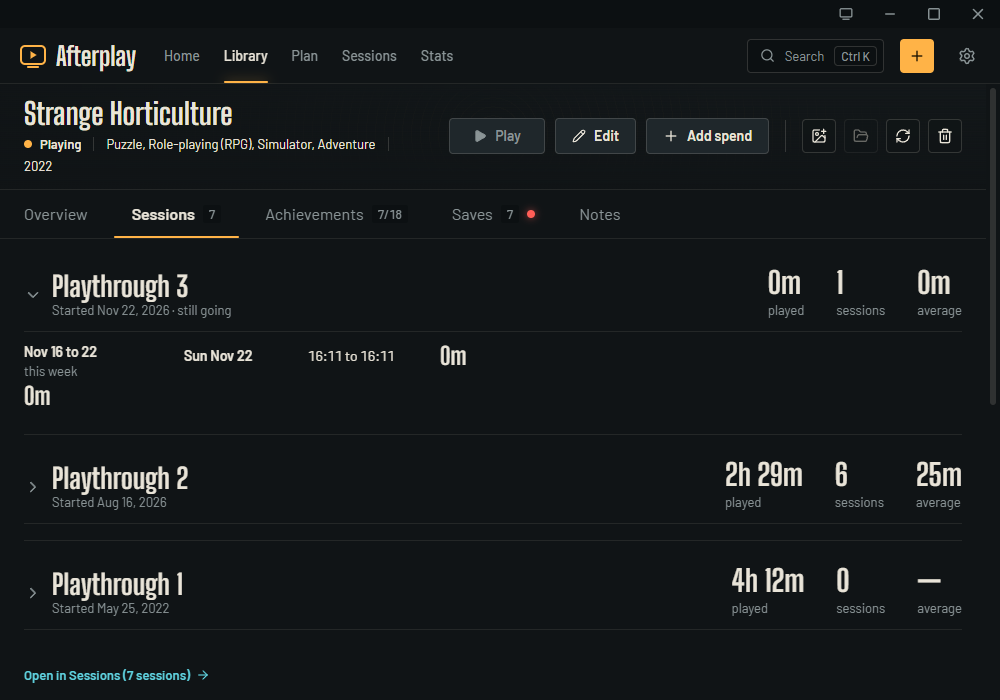 Afterplay
Home Library Plan Sessions Stats
Search Ctrl K
Strange Horticulture
Playing Puzzle, Role-playing (RPG), Simulator, Adventure
2022
Play Edit Add spend
Overview Sessions 7 Achievements 7/18 Saves 7 Notes
Playthrough 3
Started Nov 22, 2026 · still going
0m played
1 sessions
0m average
Nov 16 to 22
this week
0m
Sun Nov 22 16:11 to 16:11 0m
Playthrough 2
Started Aug 16, 2026
2h 29m played
6 sessions
25m average
Playthrough 1
Started May 25, 2022
4h 12m played
0 sessions
— average
Open in Sessions (7 sessions) →